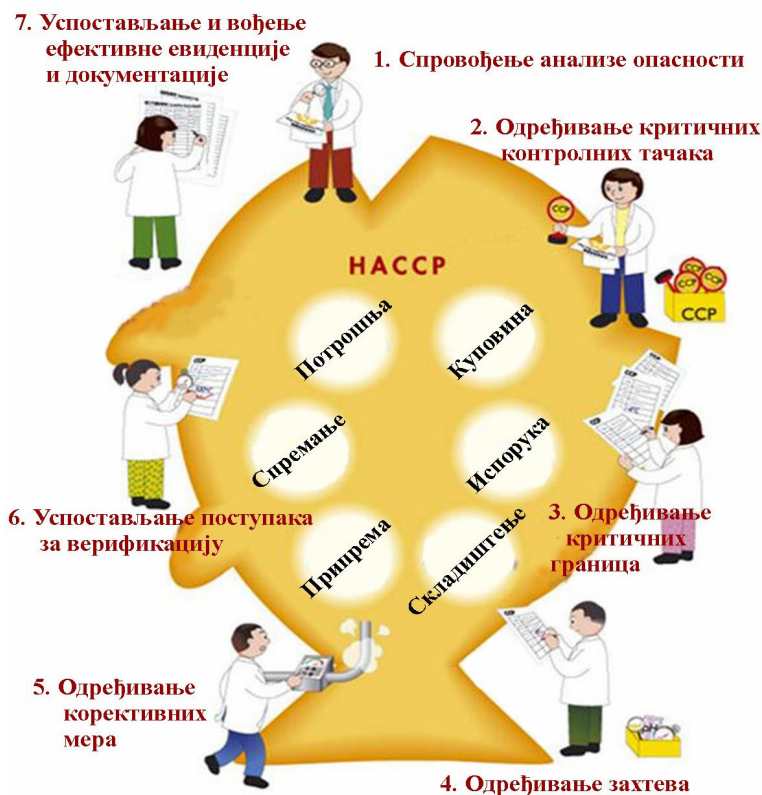 7. Успостављање и вођење
ефективне евиденције
и документације
1. Спровођење анализе опасности
2. Одређивање критичних
контролних тачака
CCP
CCP
CCP
HACCP
Потрошња
Куповина
Спремање
Испорука
Припрема
Складиштење
3. Одређивање
критичних
граница
6. Успостављање поступака
за верификацију
5. Одређивање
корективних
мера
4. Одређивање захтева